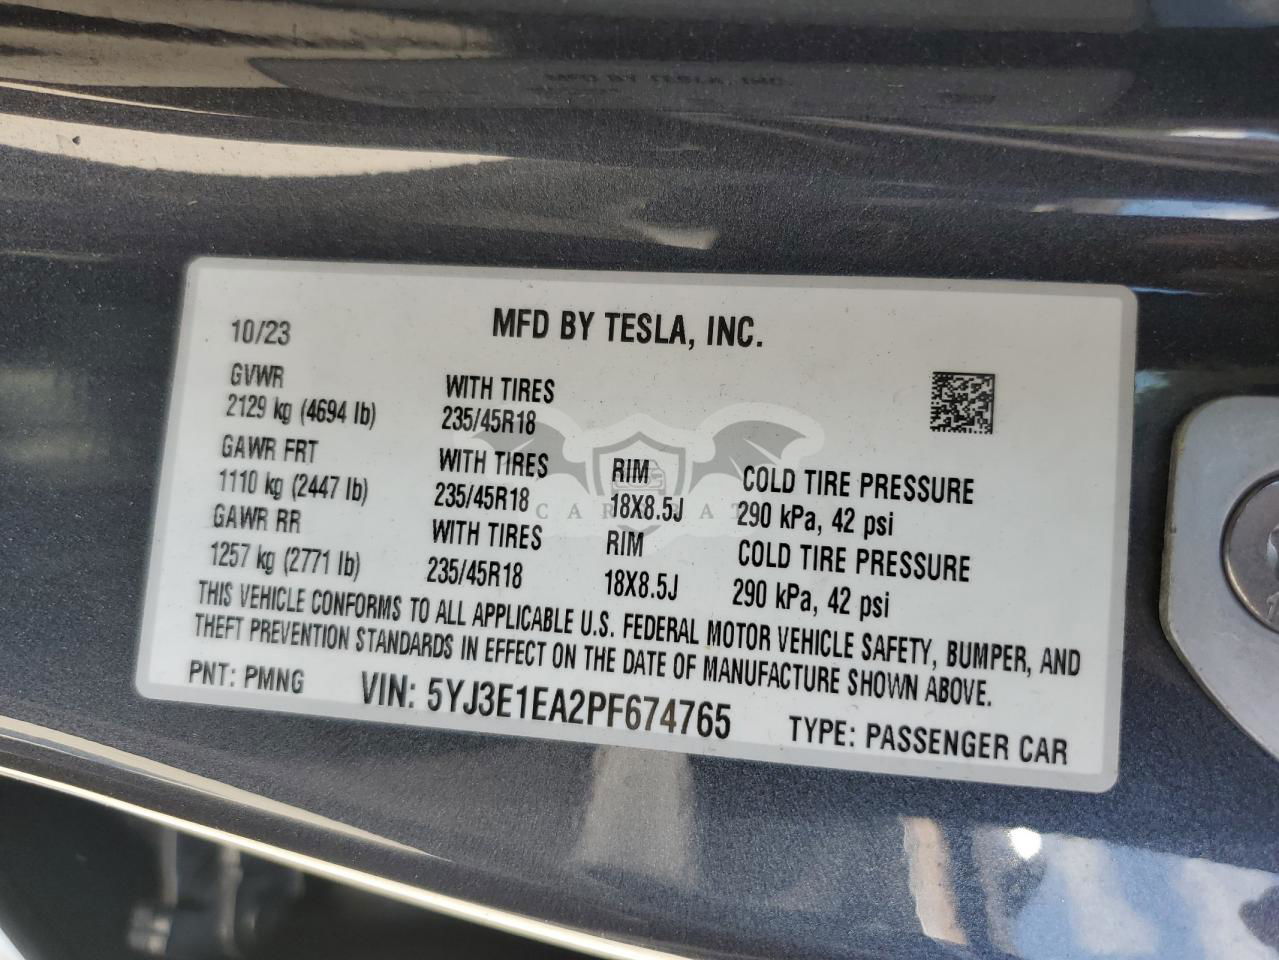 10/23 MFD BY TESLA, INC.
GVWR WITH TIRES
2129 kg (4694 lb) 235/45R18
GAWR FRT WITH TIRES RIM COLD TIRE PRESSURE
1110 kg (2447 lb) 235/45R18 18X8.5J 290 kPa, 42 psi
GAWR RR WITH TIRES RIM COLD TIRE PRESSURE
1257 kg (2771 lb) 235/45R18 18X8.5J 290 kPa, 42 psi
THIS VEHICLE CONFORMS TO ALL APPLICABLE U.S. FEDERAL MOTOR VEHICLE SAFETY, BUMPER, AND
THEFT PREVENTION STANDARDS IN EFFECT ON THE DATE OF MANUFACTURE SHOWN ABOVE.
PNT: PMNG VIN: 5YJ3E1EA2PF674765 TYPE: PASSENGER CAR